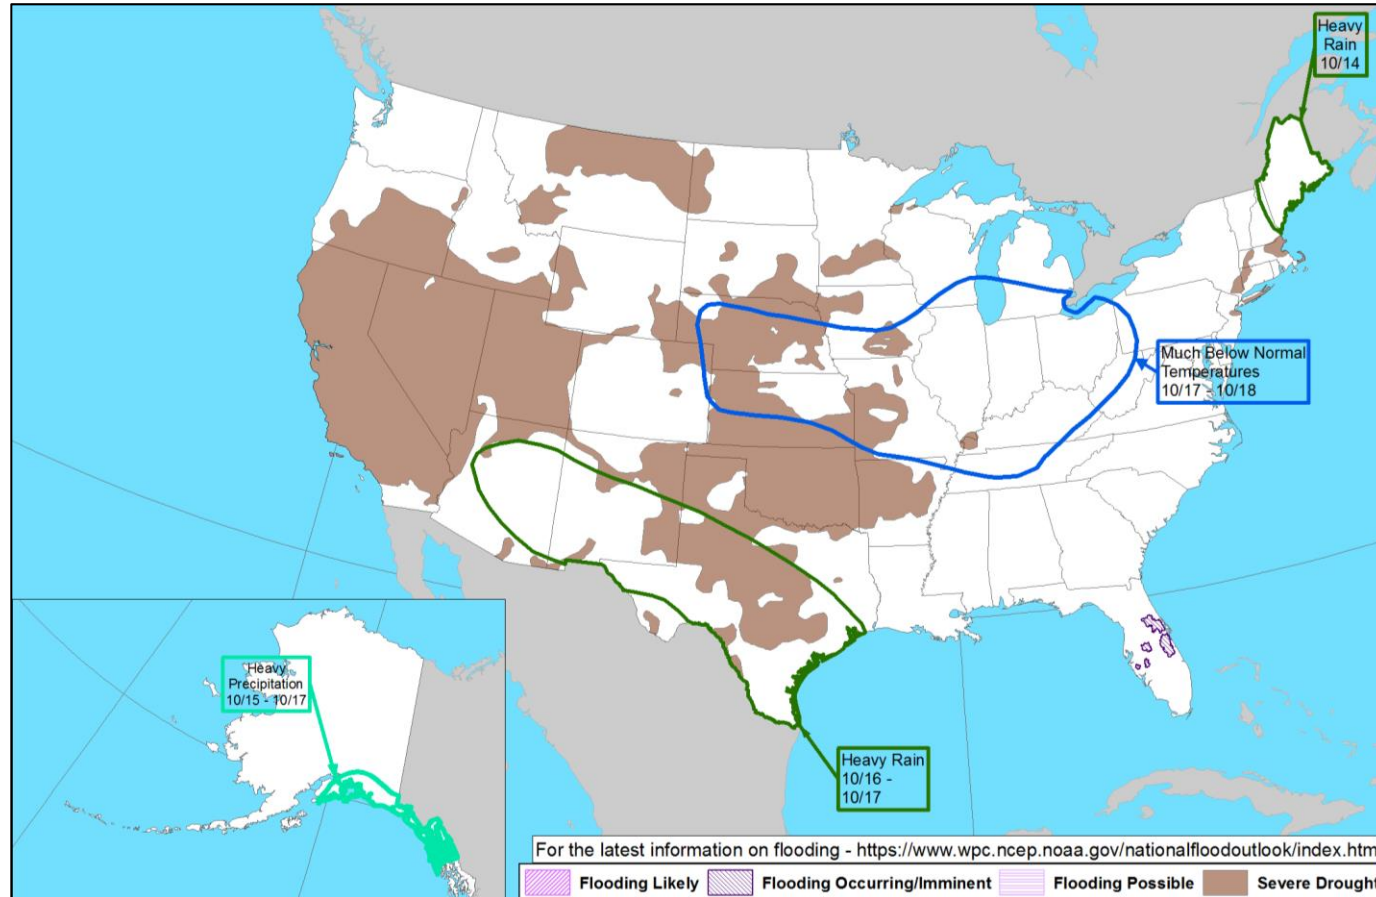 Heavy
Rain
10/14
Much Below Normal
Temperatures
10/17 - 10/18
Heavy
Precipitation
10/15 - 10/17
Heavy Rain
10/16 -
10/17
For the latest information on flooding - https://www.wpc.ncep.noaa.gov/nationalfloodoutlook/index.htm
Flooding Likely Flooding Occurring/Imminent Flooding Possible Severe Drought